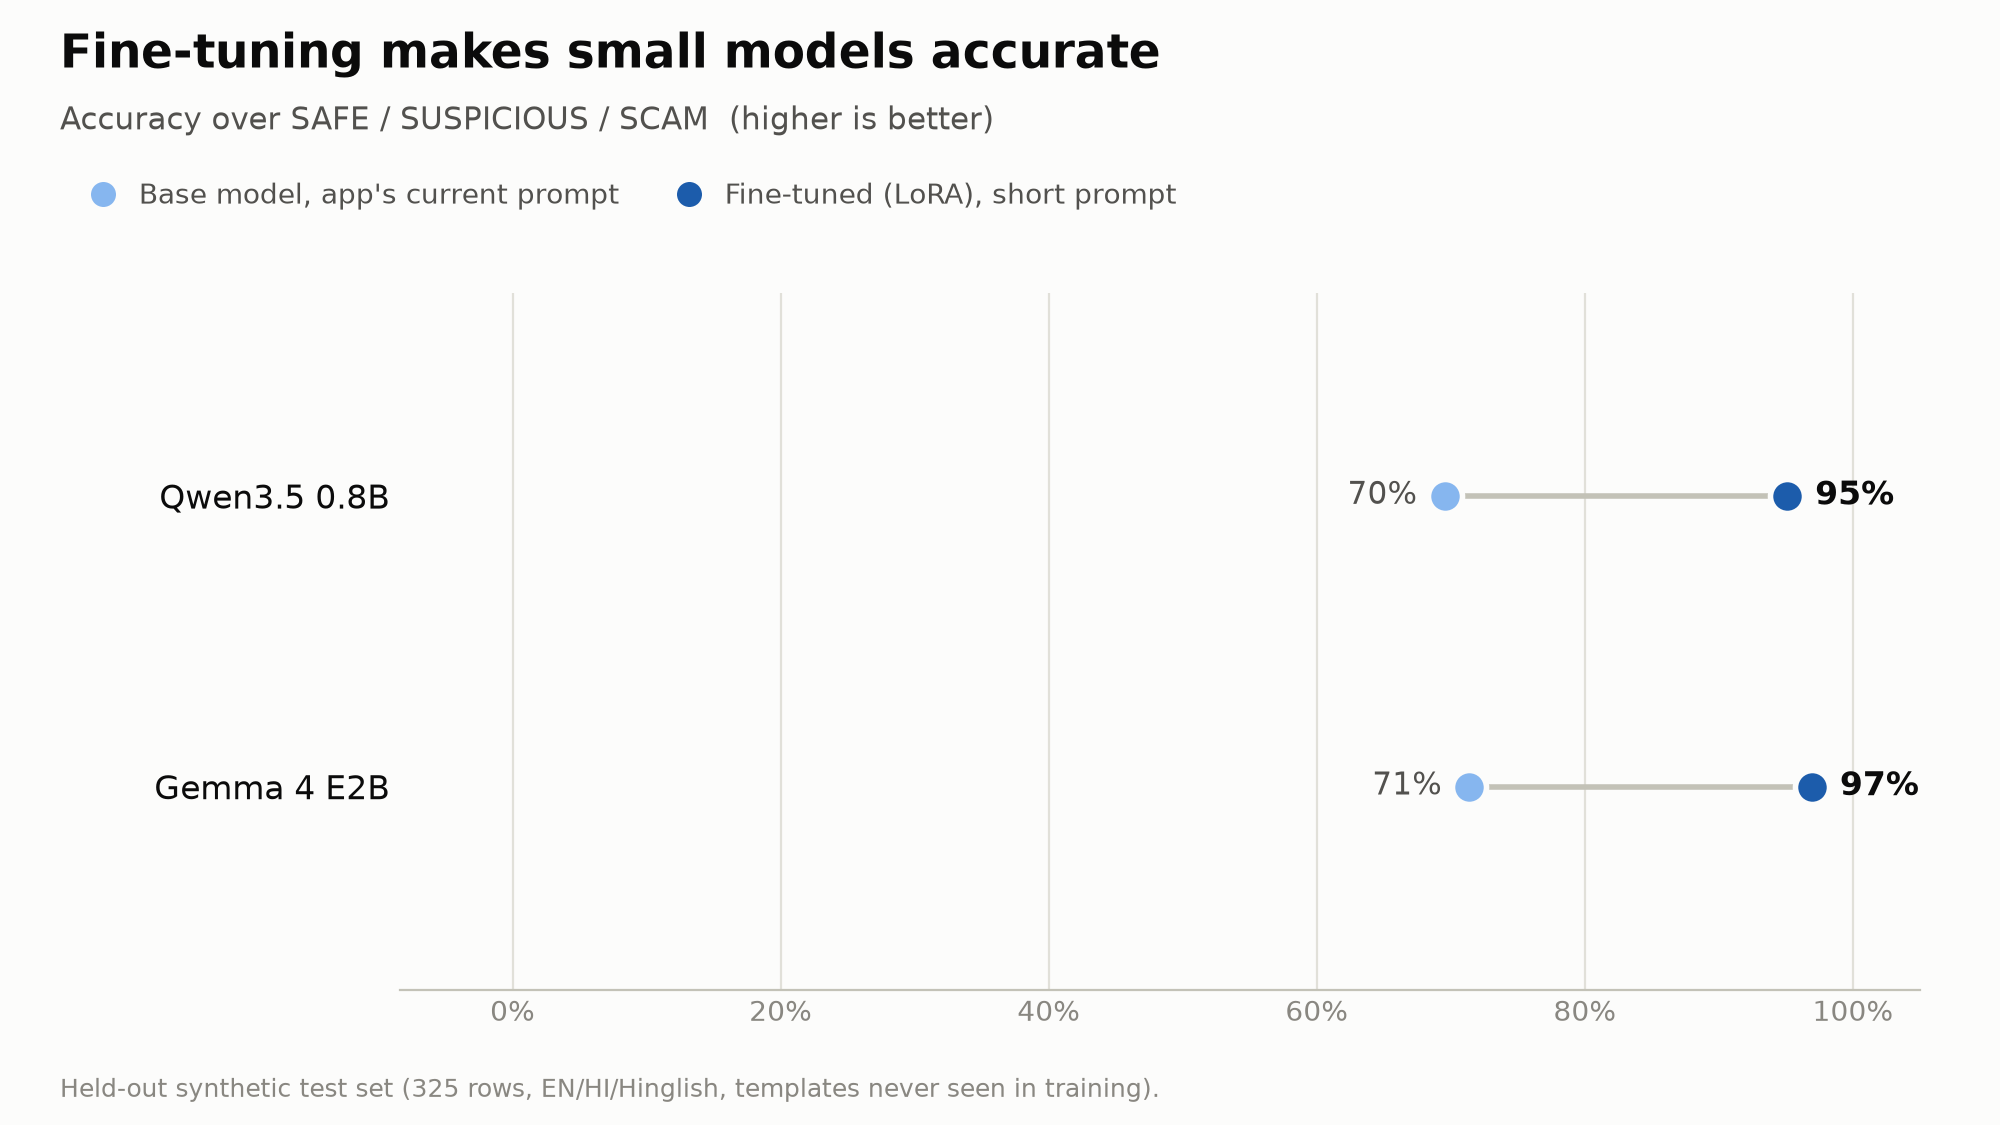 Fine-tuning makes small models accurate
Accuracy over SAFE / SUSPICIOUS / SCAM  (higher is better)
Base model, app's current prompt
Fine-tuned (LoRA), short prompt
Qwen3.5 0.8B
70%
95%
Gemma 4 E2B
71%
97%
0%
20%
40%
60%
80%
100%
Held-out synthetic test set (325 rows, EN/HI/Hinglish, templates never seen in training).